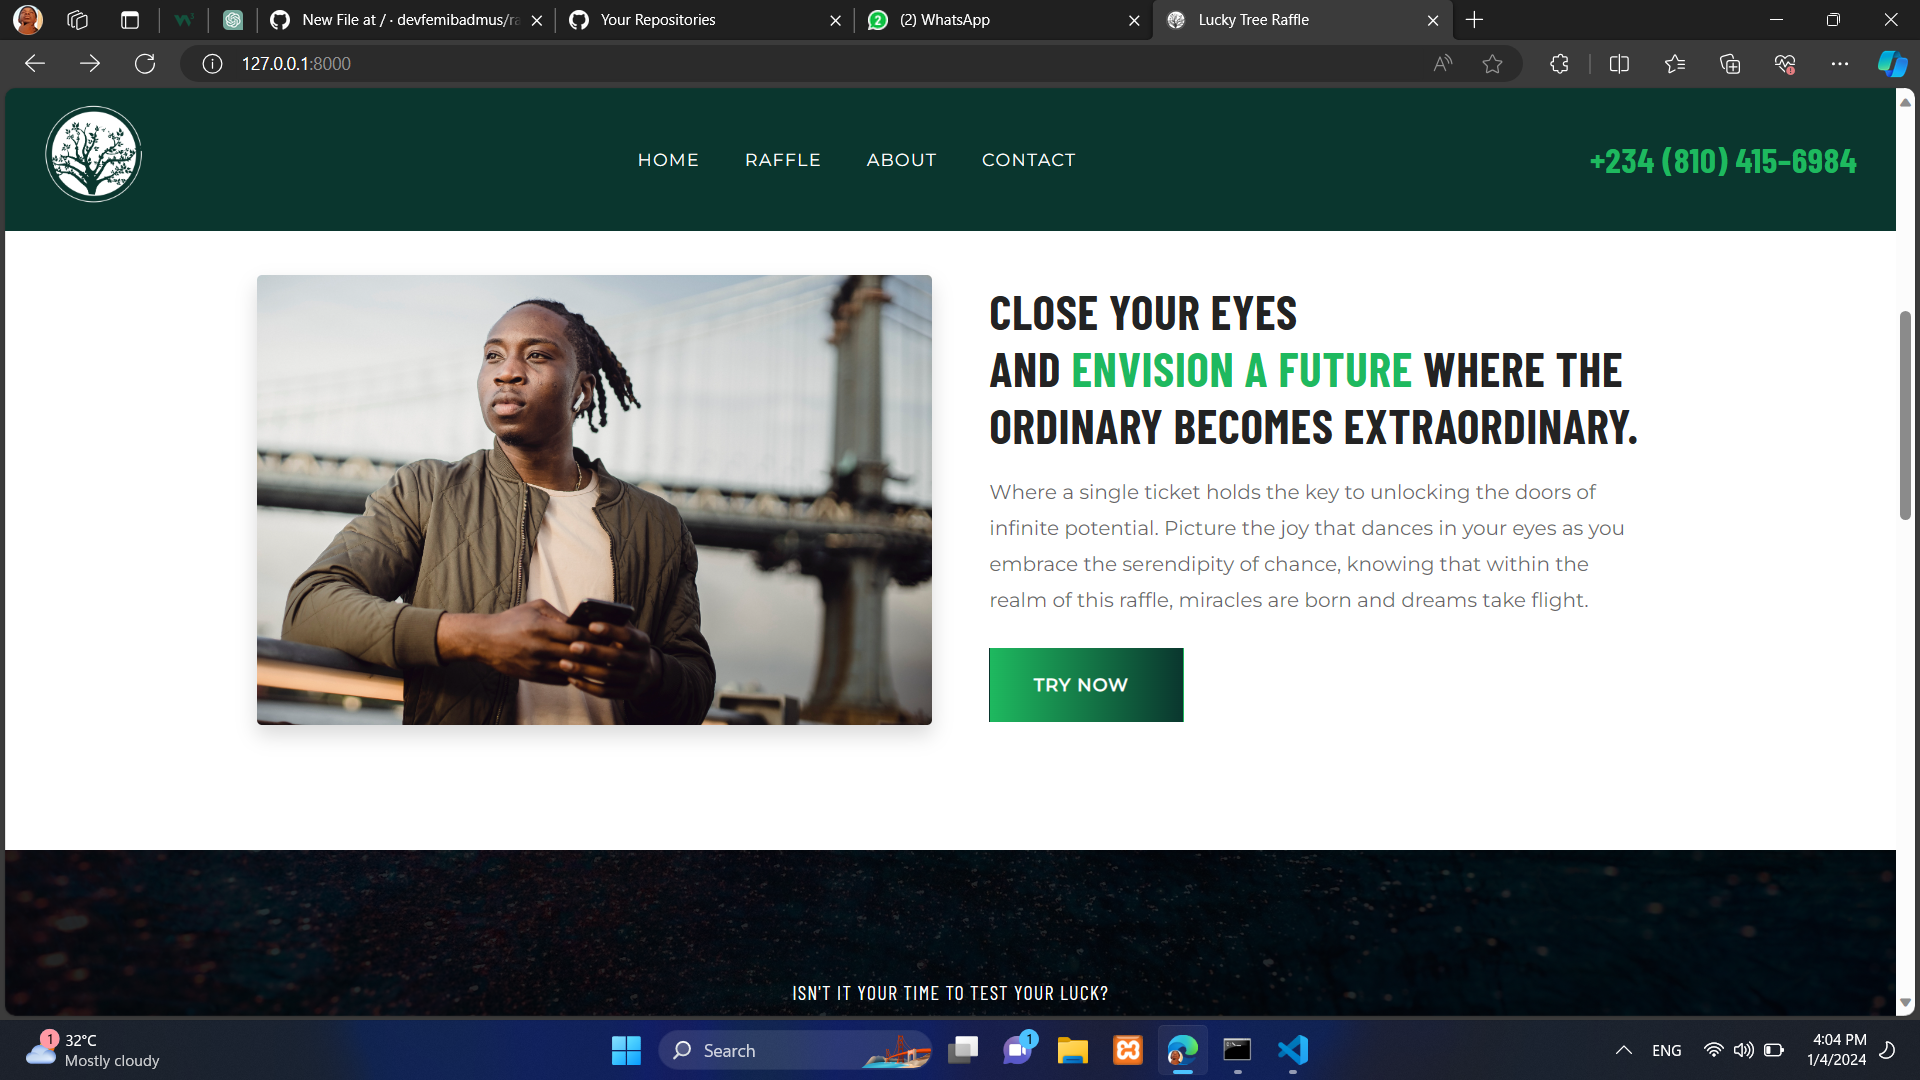 New File at / · devfemibadmus/ra
Your Repositories
(2) WhatsApp
Lucky Tree Raffle
127.0.0.1:8000
HOME
RAFFLE
ABOUT
CONTACT
+234 (810) 415-6984
CLOSE YOUR EYES
AND ENVISION A FUTURE WHERE THE
ORDINARY BECOMES EXTRAORDINARY.
Where a single ticket holds the key to unlocking the doors of
infinite potential. Picture the joy that dances in your eyes as you
embrace the serendipity of chance, knowing that within the
realm of this raffle, miracles are born and dreams take flight.
TRY NOW
ISN'T IT YOUR TIME TO TEST YOUR LUCK?
1
32°C
Mostly cloudy
Search
1
ENG
4:04 PM
1/4/2024